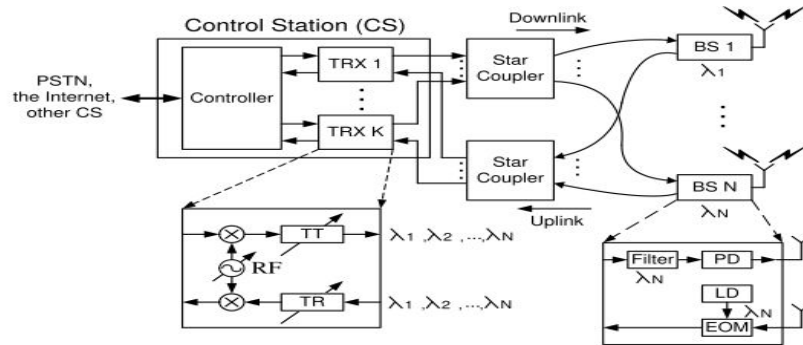 Control Station (CS)
Downlink
PSTN,
the Internet,
other CS
Controller
TRX 1
TRX K
Star
Coupler
Star
Coupler
BS 1
λ1
BS N
λN
Uplink
TT
λ1 ,λ2 ,...,λN
RF
TR
λ1 ,λ2 ,...,λN
Filter
λN
PD
LD
λN
EOM